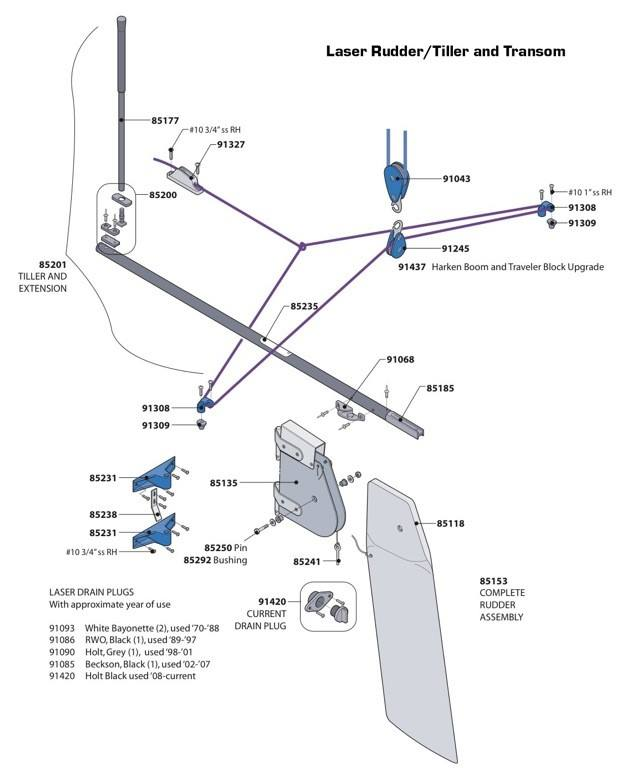 Laser Rudder/Tiller and Transom
85177
#10 3/4" ss RH
91327
91043
85200
#10 1" ss RH
91308
91309
91245
85201
TILLER AND
EXTENSION
91437 Harken Boom and Traveler Block Upgrade
85235
91068
85185
91308
91309
85231
85238
85231
#10 3/4" ss RH
85135
85118
85250 Pin
85292 Bushing
85241
85153
COMPLETE
RUDDER
ASSEMBLY
91420
CURRENT
DRAIN PLUG
LASER DRAIN PLUGS
With approximate year of use
91093 White Bayonette (2), used '70-'88
91086 RWO, Black (1), used '89-'97
91090 Holt, Grey (1), used '98-'01
91085 Beckson, Black (1), used '02-'07
91420 Holt Black used '08-current